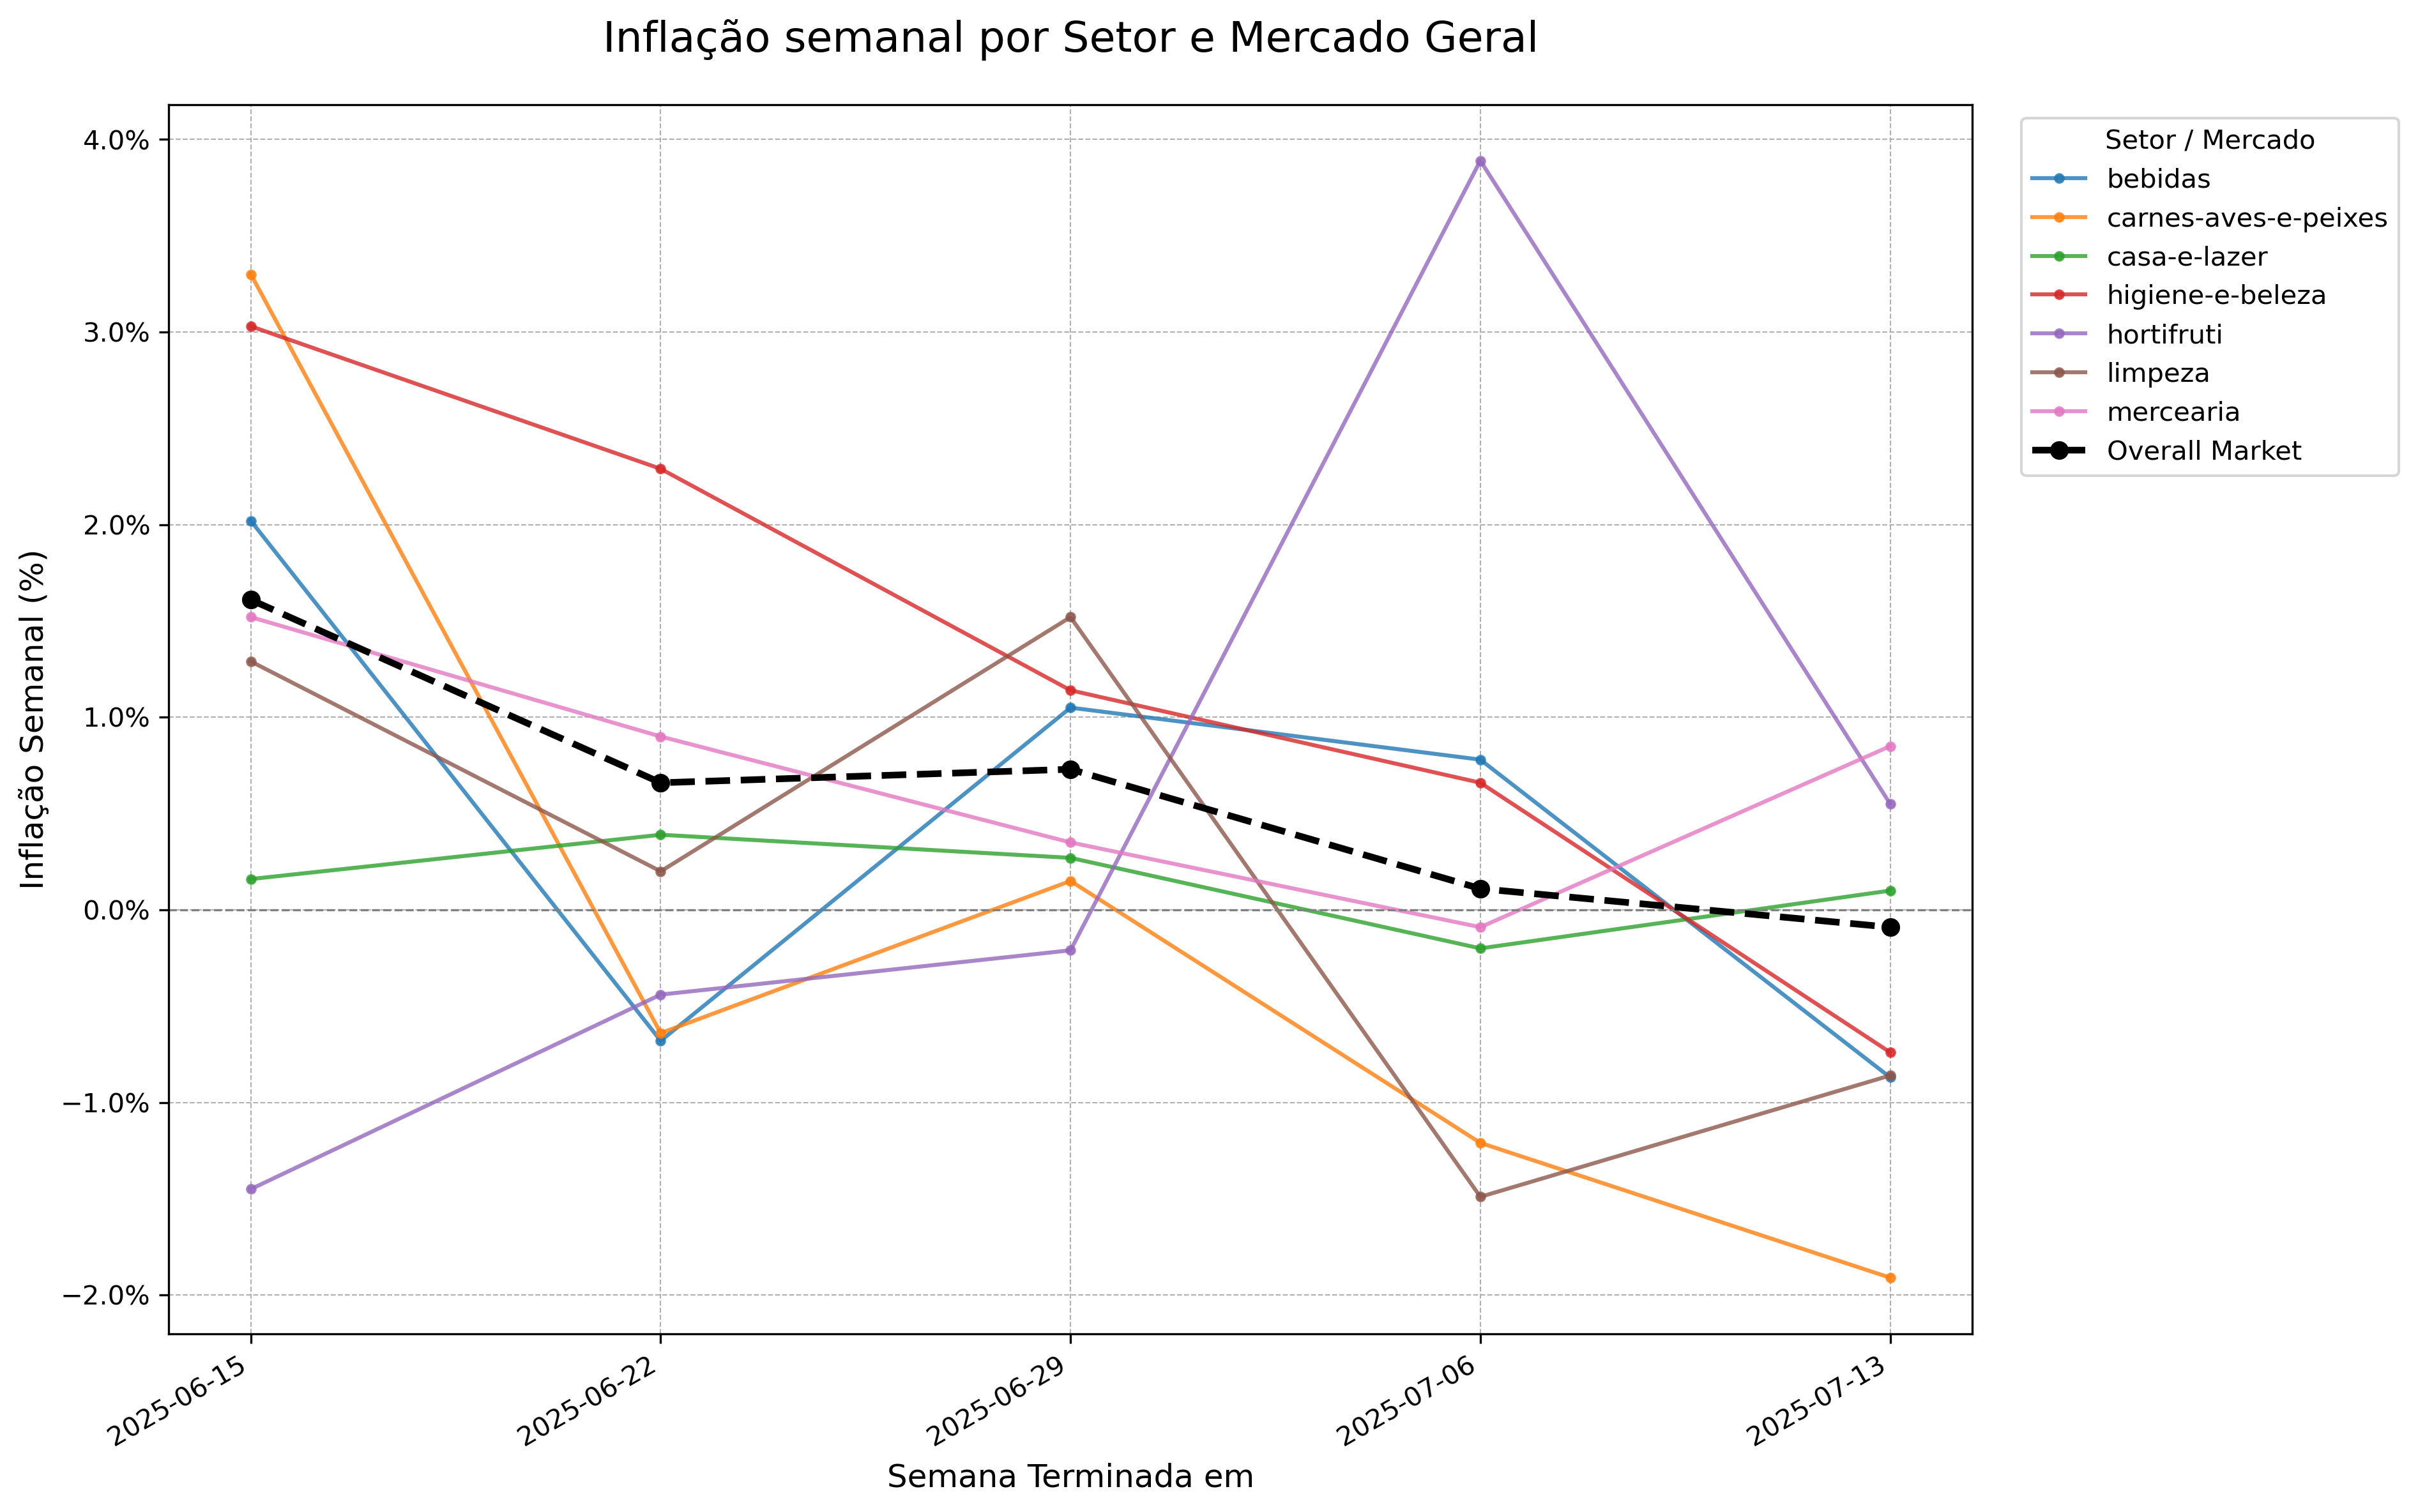 Inflação semanal por Setor e Mercado Geral
Inflação Semanal (%)
4.0%
3.0%
2.0%
1.0%
0.0%
−1.0%
−2.0%
2025-06-15
2025-06-22
2025-06-29
2025-07-06
2025-07-13
Semana Terminada em
Setor / Mercado
bebidas
carnes-aves-e-peixes
casa-e-lazer
higiene-e-beleza
hortifruti
limpeza
mercearia
Overall Market